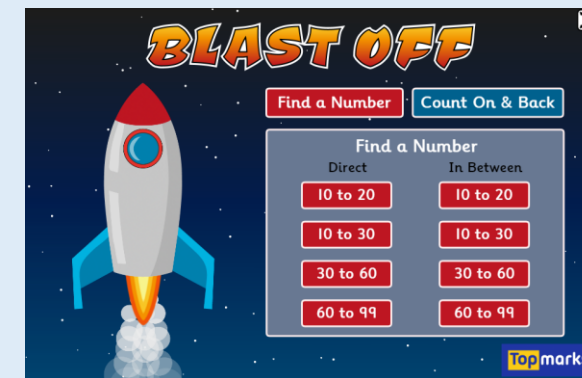 BLAST OFF
Find a Number Count On & Back
Find a Number
Direct In Between
10 to 20 10 to 20
10 to 30 10 to 30
30 to 60 30 to 60
60 to 99 60 to 99
Topmark